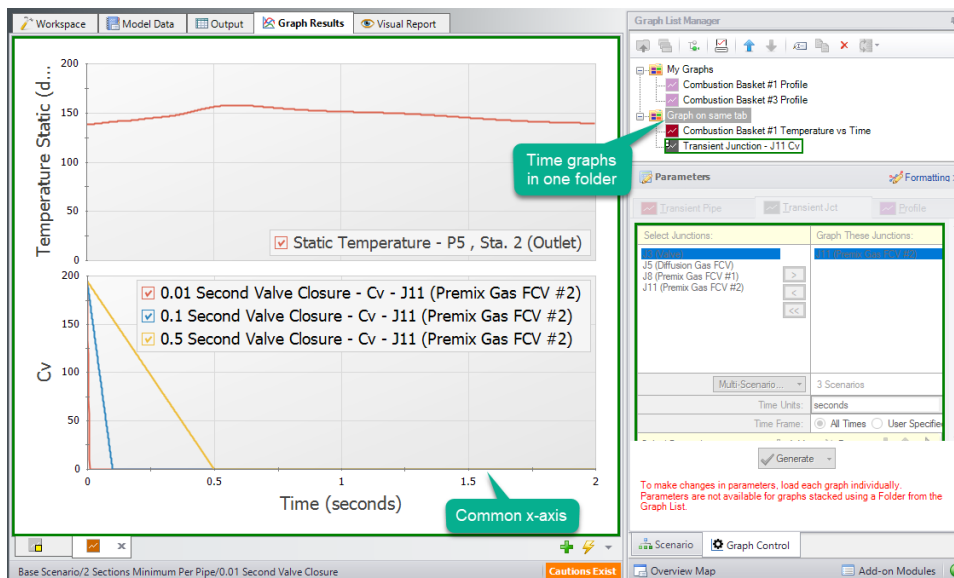 Workspace
Model Data
Output
Graph Results
Visual Report
200
150
100
50
0
Temperature Static (d...
Static Temperature - P5 , Sta. 2 (Outlet)
200
150
100
50
0
Cv
0.01 Second Valve Closure - Cv - J11 (Premix Gas FCV #2)
0.1 Second Valve Closure - Cv - J11 (Premix Gas FCV #2)
0.5 Second Valve Closure - Cv - J11 (Premix Gas FCV #2)
0
0.5
1
1.5
2
Time (seconds)
Common x-axis
Base Scenario/2 Sections Minimum Per Pipe/0.01 Second Valve Closure
Cautions Exist
Graph List Manager
My Graphs
Combustion Basket #1 Profile
Combustion Basket #3 Profile
Graph on same tab
Combustion Basket #1 Temperature vs Time
Transient Junction - J11 Cv
Time graphs
in one folder
Parameters
Formatting
Transient Pipe
Transient Jct
Profile
Select Junctions:
Graph These Junctions:
J11 (Premix Gas FCV #2)
J5 (Diffusion Gas FCV)
J8 (Premix Gas FCV #1)
J11 (Premix Gas FCV #2)
>
<
<<
Multi-Scenario...
3 Scenarios
Time Units:
seconds
Time Frame:
All Times
User Specifie
Generate
To make changes in parameters, load each graph individually.
Parameters are not available for graphs stacked using a Folder from the
Graph List.
Scenario
Graph Control
Overview Map
Add-on Modules